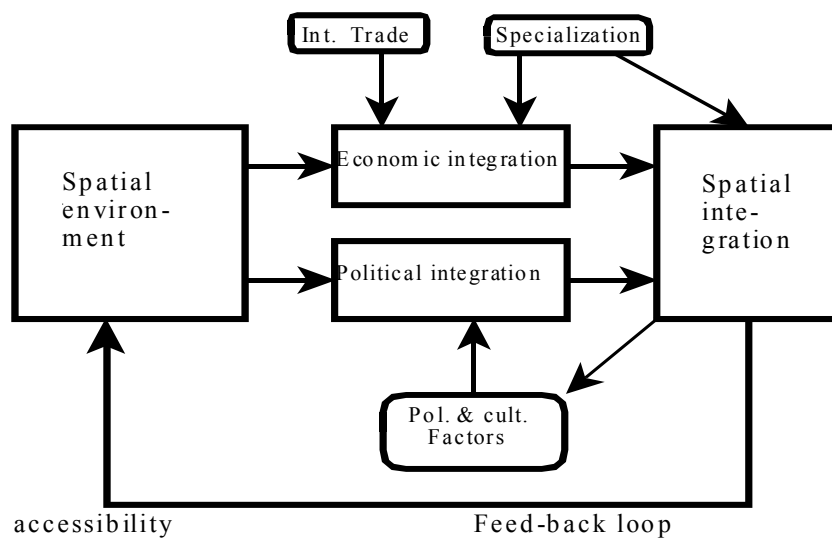 Int. Trade
Specialization
Economic integration
Spatial
environ-
ment
Spatial
inte-
gration
Political integration
Pol. & cult.
Factors
accessibility
Feed-back loop